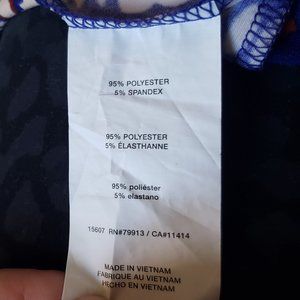 95% POLYESTER
5% SPANDEX
95% POLYESTER
5% ÉLASTHANNE
95% poliéster
5% elastano
15607 RN#79913 / CA#11414
MADE IN VIETNAM
FABRIQUÉ AU VIETNAM
HECHO EN VIETNAM